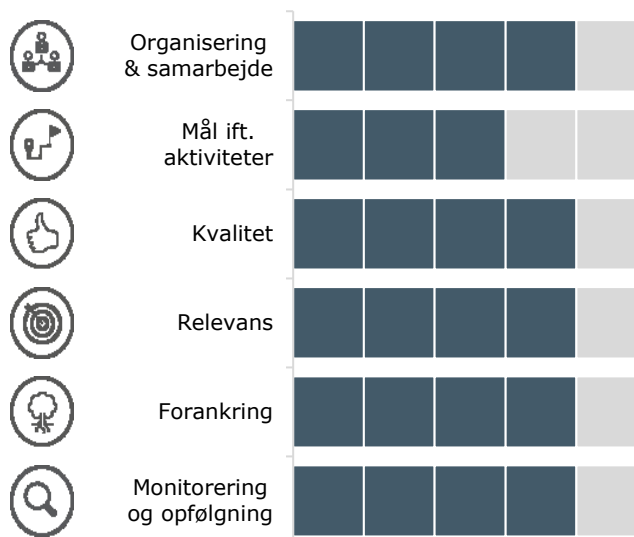 Organisering
& samarbejde
Mål ift.
aktiviteter
Kvalitet
Relevans
Forankring
Monitorering
og opfølgning